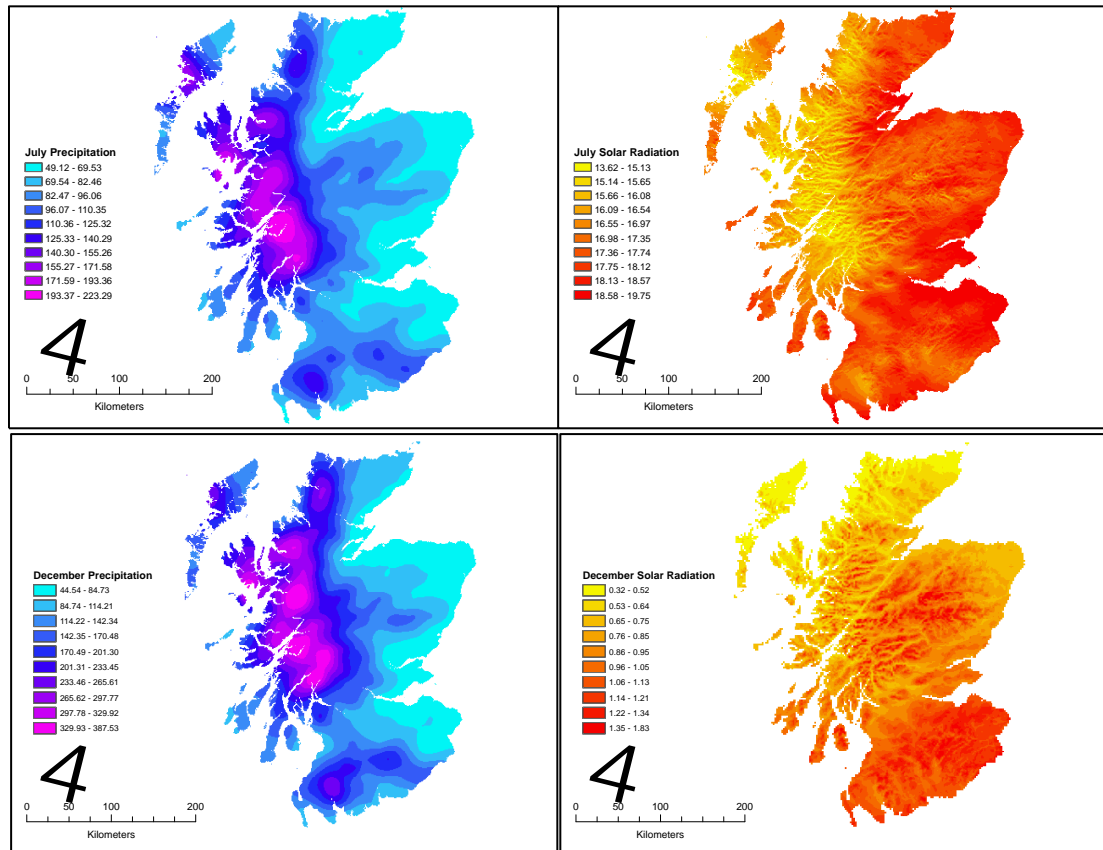 July Precipitation
49.12 - 69.53
69.54 - 82.46
82.47 - 96.06
96.07 - 110.35
110.36 - 125.32
125.33 - 140.29
140.30 - 155.26
155.27 - 171.58
171.59 - 193.36
193.37 - 223.29
4
0 50 100 200
Kilometers
July Solar Radiation
13.62 - 15.13
15.14 - 15.65
15.66 - 16.08
16.09 - 16.54
16.55 - 16.97
16.98 - 17.35
17.36 - 17.74
17.75 - 18.12
18.13 - 18.57
18.58 - 19.75
4
0 50 100 200
Kilometers
December Precipitation
44.54 - 84.73
84.74 - 114.21
114.22 - 142.34
142.35 - 170.48
170.49 - 201.30
201.31 - 233.45
233.46 - 265.61
265.62 - 297.77
297.78 - 329.92
329.93 - 387.53
4
0 50 100 200
Kilometers
December Solar Radiation
0.32 - 0.52
0.53 - 0.64
0.65 - 0.75
0.76 - 0.85
0.86 - 0.95
0.96 - 1.05
1.06 - 1.13
1.14 - 1.21
1.22 - 1.34
1.35 - 1.83
4
0 50 100 200
Kilometers